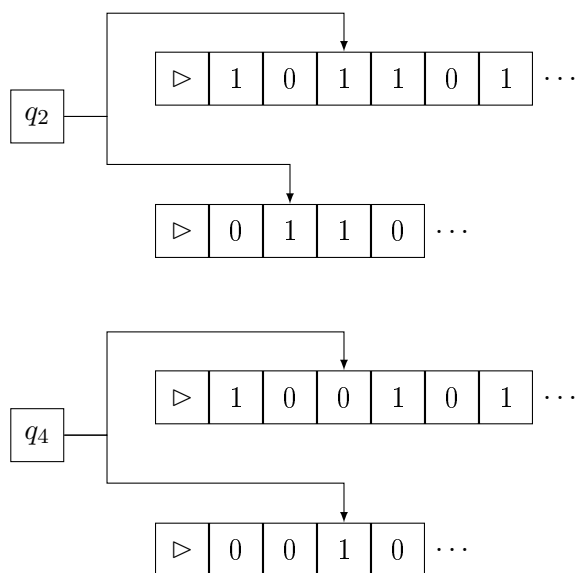 ▷ 1 0 1 1 0 1 ···
q₂
▷ 0 1 1 0 ···
▷ 1 0 0 1 0 1 ···
q₄
▷ 0 0 1 0 ···